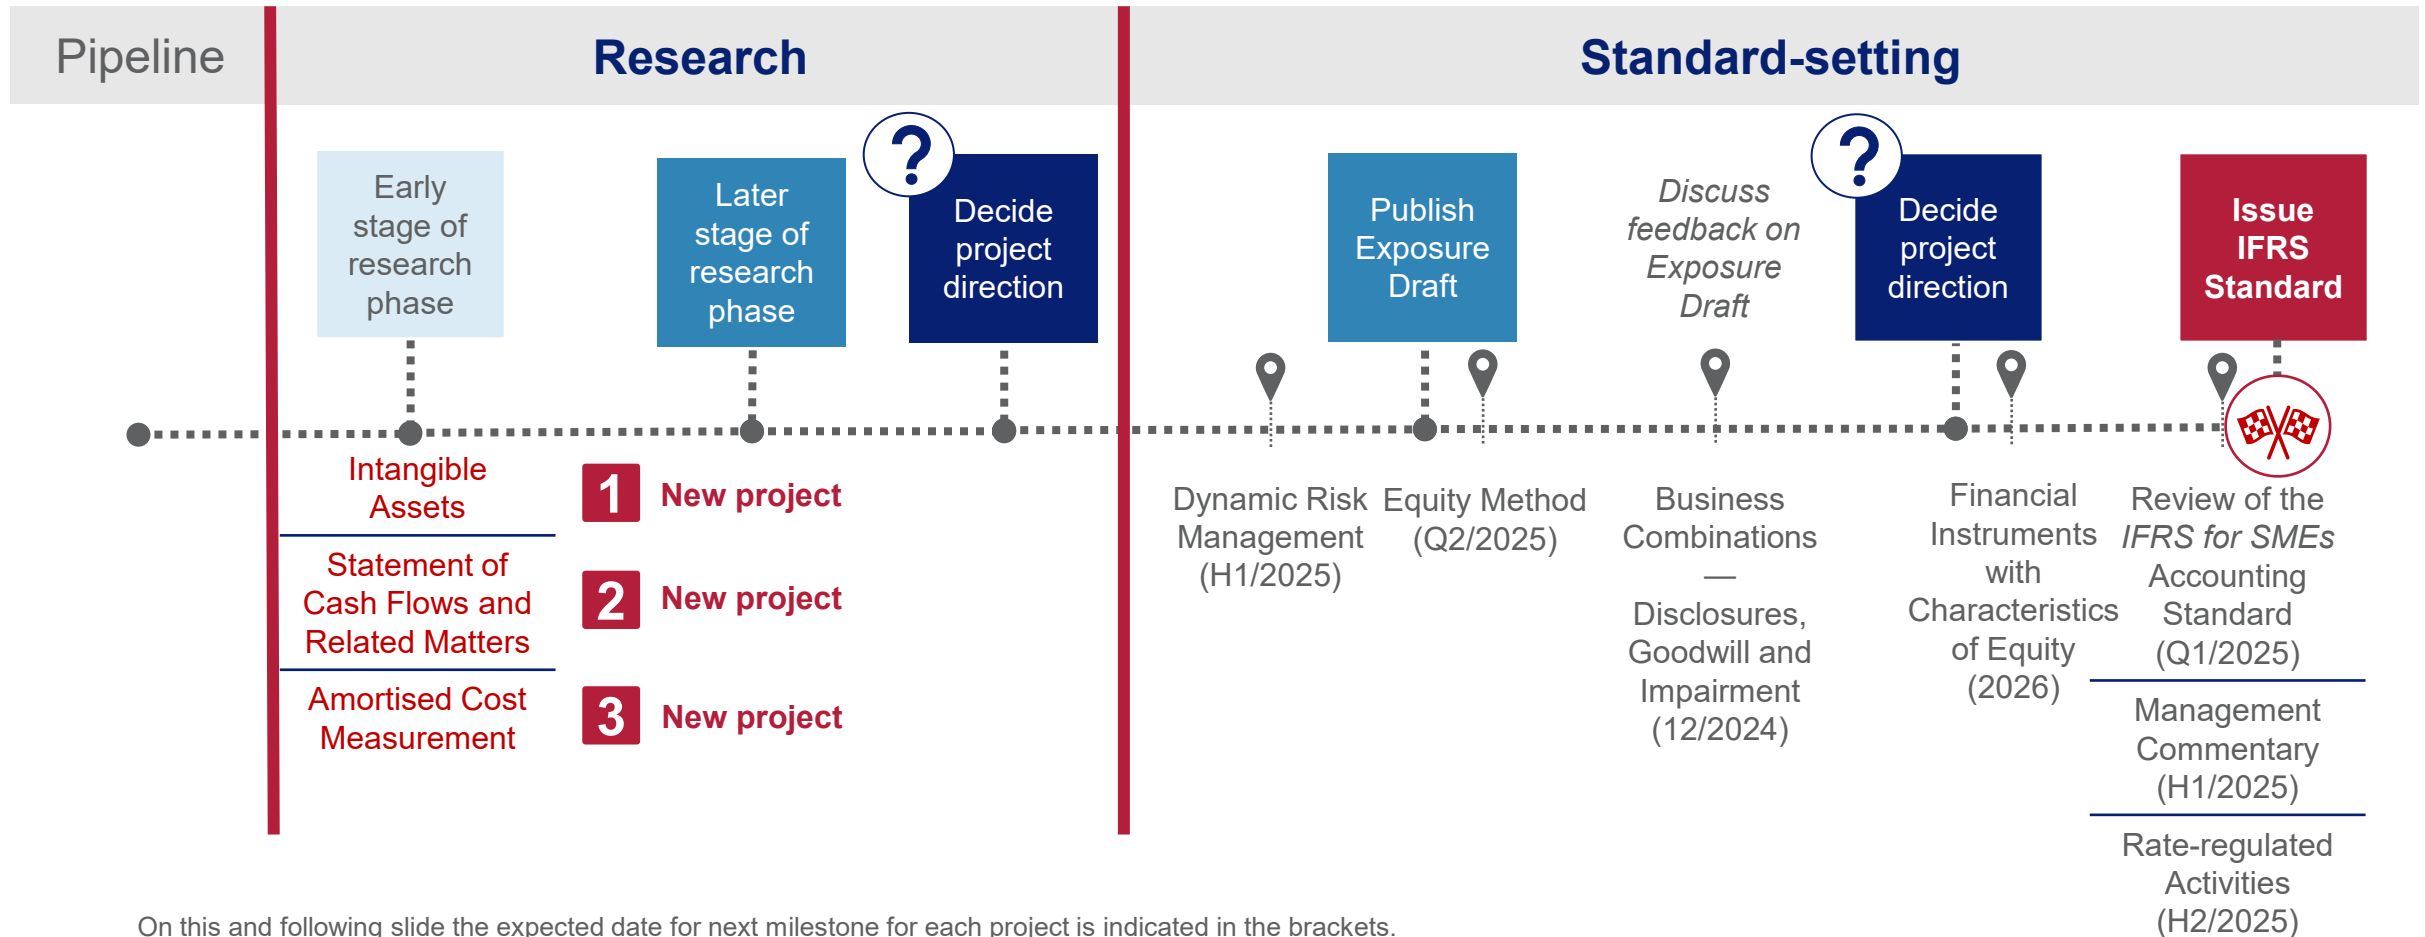 Pipeline
Research
Standard-setting
Early
stage of
research
phase
Later
stage of
research
phase
?
Decide
project
direction
Publish
Exposure
Draft
Discuss
feedback on
Exposure
Draft
?
Decide
project
direction
Issue
IFRS
Standard
Intangible
Assets
1 New project
Statement of
Cash Flows and
Related Matters
2 New project
Amortised Cost
Measurement
3 New project
Dynamic Risk
Management
(H1/2025)
Equity Method
(Q2/2025)
Business
Combinations
—
Disclosures,
Goodwill and
Impairment
(12/2024)
Financial
Instruments
with
Characteristics
of Equity
(2026)
Review of the
IFRS for SMEs
Accounting
Standard
(Q1/2025)
Management
Commentary
(H1/2025)
Rate-regulated
Activities
(H2/2025)
On this and following slide the expected date for next milestone for each project is indicated in the brackets.